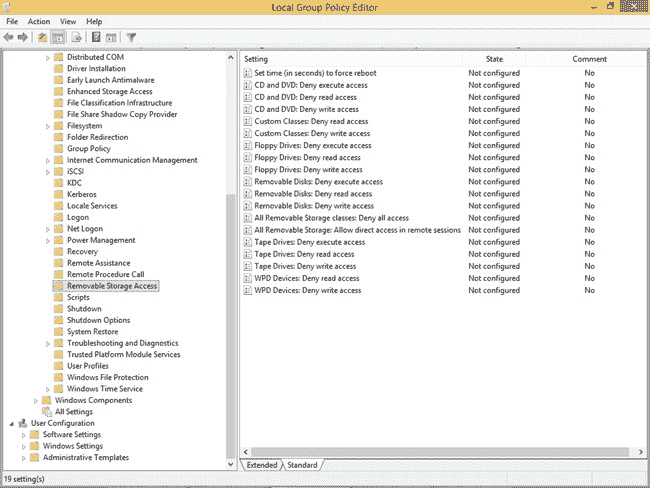 Local Group Policy Editor
File Action View Help
Distributed COM
Driver Installation
Early Launch Antimalware
Enhanced Storage Access
File Classification Infrastructure
File Share Shadow Copy Provider
Filesystem
Folder Redirection
Group Policy
Internet Communication Management
iSCSI
KDC
Kerberos
Locale Services
Logon
Net Logon
Power Management
Recovery
Remote Assistance
Remote Procedure Call
Removable Storage Access
Scripts
Shutdown
Shutdown Options
System Restore
Troubleshooting and Diagnostics
Trusted Platform Module Services
User Profiles
Windows File Protection
Windows Time Service
Windows Components
All Settings
User Configuration
Software Settings
Windows Settings
Administrative Templates
Setting State Comment
Set time (in seconds) to force reboot Not configured No
CD and DVD: Deny execute access Not configured No
CD and DVD: Deny read access Not configured No
CD and DVD: Deny write access Not configured No
Custom Classes: Deny read access Not configured No
Custom Classes: Deny write access Not configured No
Floppy Drives: Deny execute access Not configured No
Floppy Drives: Deny read access Not configured No
Floppy Drives: Deny write access Not configured No
Removable Disks: Deny execute access Not configured No
Removable Disks: Deny read access Not configured No
Removable Disks: Deny write access Not configured No
All Removable Storage classes: Deny all access Not configured No
All Removable Storage: Allow direct access in remote sessions Not configured No
Tape Drives: Deny execute access Not configured No
Tape Drives: Deny read access Not configured No
Tape Drives: Deny write access Not configured No
WPD Devices: Deny read access Not configured No
WPD Devices: Deny write access Not configured No
Extended Standard
19 setting(s)